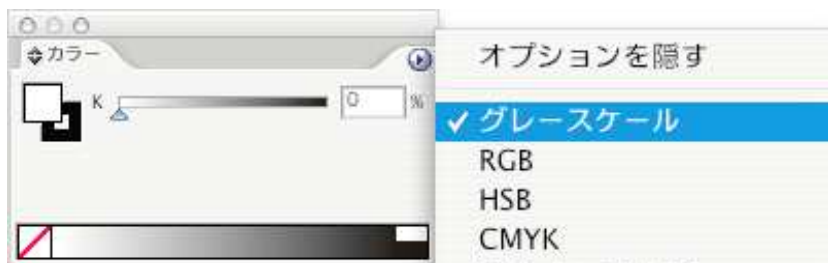 カラー
K 0 %
オプションを隠す
✓ グレースケール
RGB
HSB
CMYK